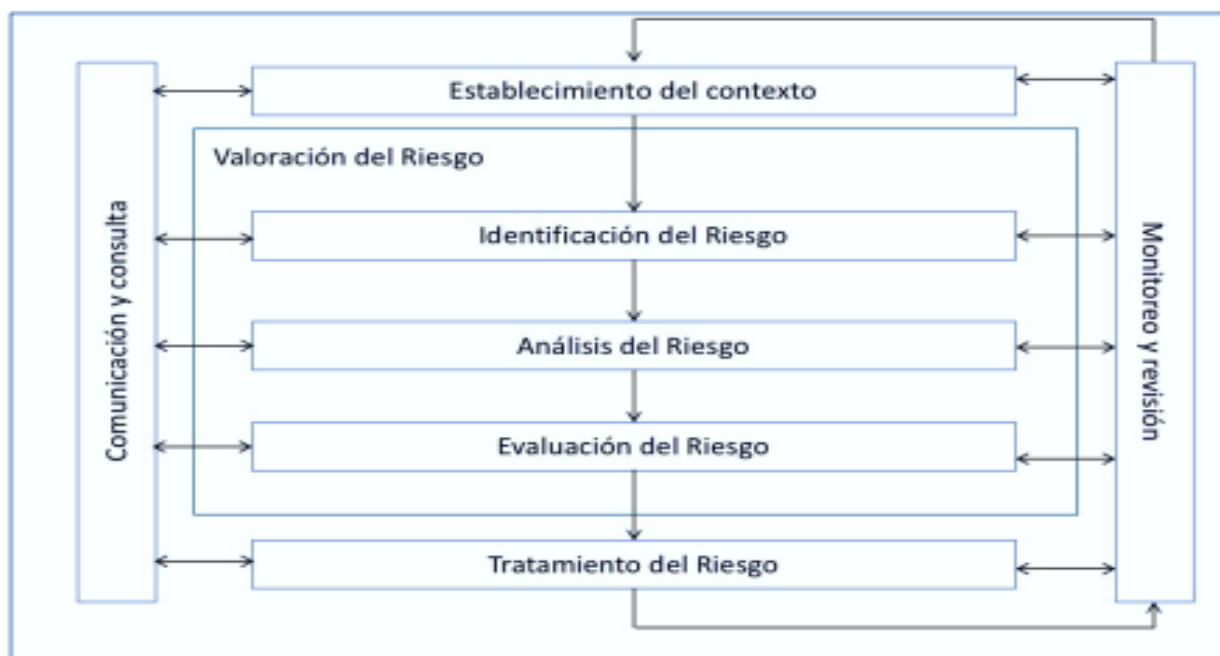 Establecimiento del contexto
Valoración del Riesgo
Identificación del Riesgo
Análisis del Riesgo
Evaluación del Riesgo
Tratamiento del Riesgo
Comunicación y consulta
Monitoreo y revisión